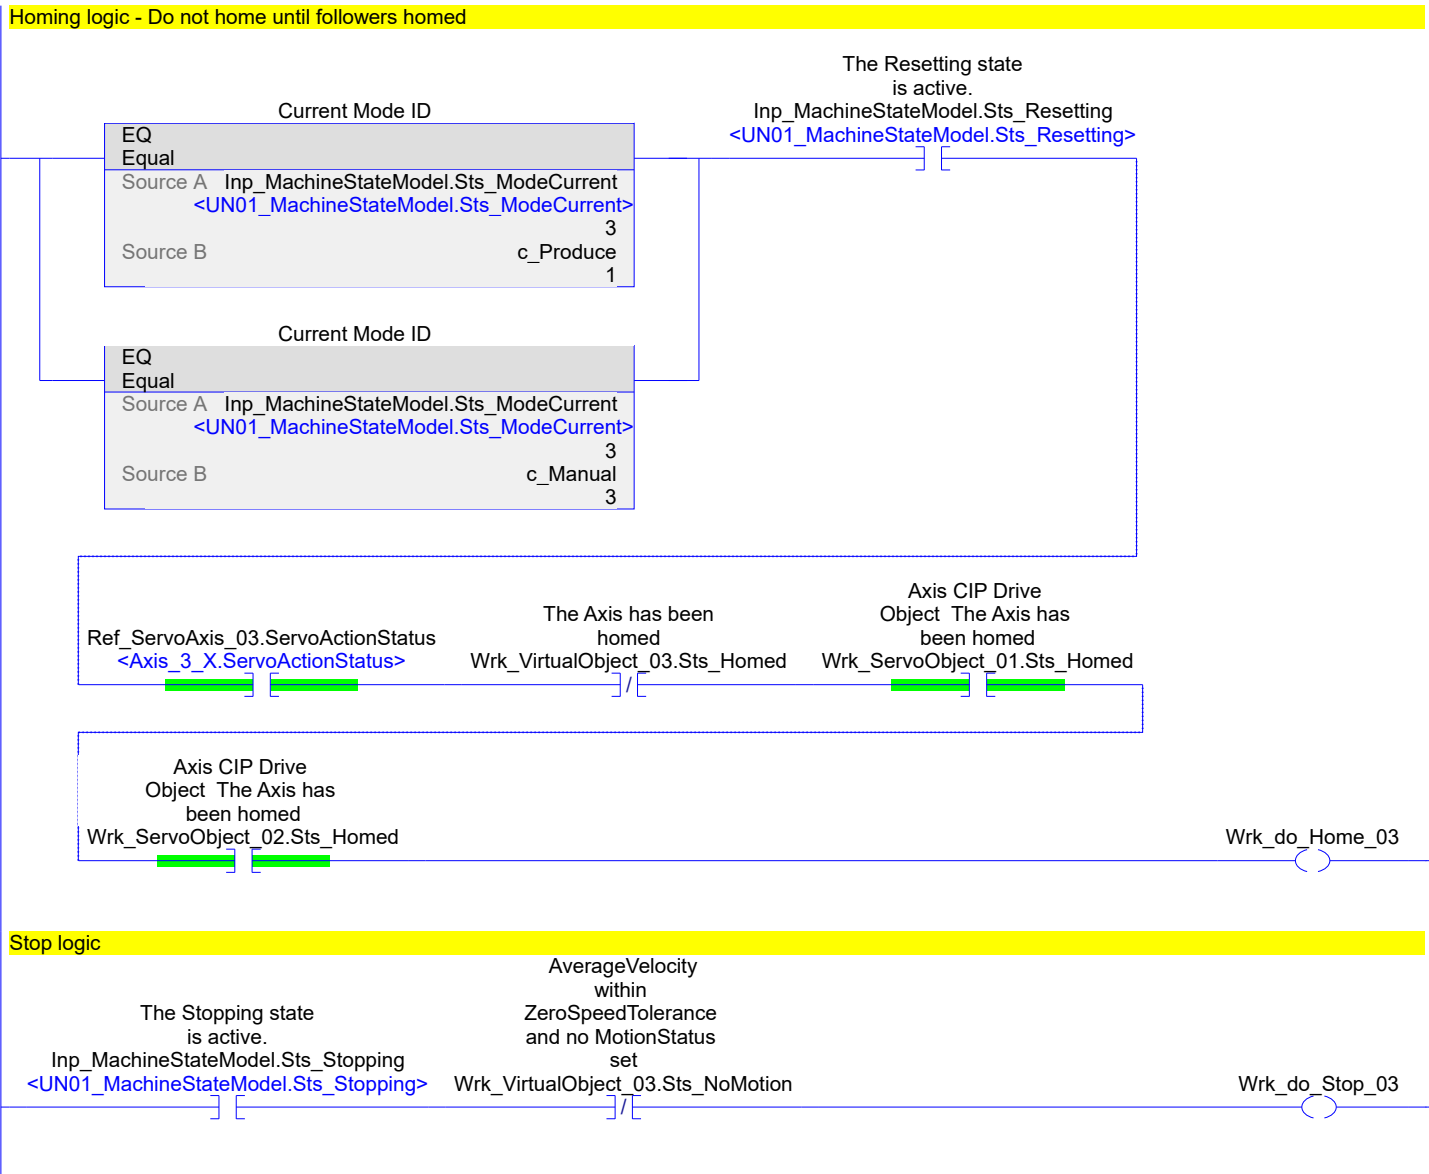 Homing logic - Do not home until followers homed
The Resetting state
is active.
Inp_MachineStateModel.Sts_Resetting
<UN01_MachineStateModel.Sts_Resetting>
Current Mode ID
EQ
Equal
Source A Inp_MachineStateModel.Sts_ModeCurrent
<UN01_MachineStateModel.Sts_ModeCurrent>
3
Source B c_Produce
1
Current Mode ID
EQ
Equal
Source A Inp_MachineStateModel.Sts_ModeCurrent
<UN01_MachineStateModel.Sts_ModeCurrent>
3
Source B c_Manual
3
Ref_ServoAxis_03.ServoActionStatus
<Axis_3_X.ServoActionStatus>
The Axis has been
homed
Wrk_VirtualObject_03.Sts_Homed
/
Axis CIP Drive
Object The Axis has
been homed
Wrk_ServoObject_01.Sts_Homed
Axis CIP Drive
Object The Axis has
been homed
Wrk_ServoObject_02.Sts_Homed
Wrk_do_Home_03
Stop logic
The Stopping state
is active.
Inp_MachineStateModel.Sts_Stopping
<UN01_MachineStateModel.Sts_Stopping>
AverageVelocity
within
ZeroSpeedTolerance
and no MotionStatus
set
Wrk_VirtualObject_03.Sts_NoMotion
/
Wrk_do_Stop_03